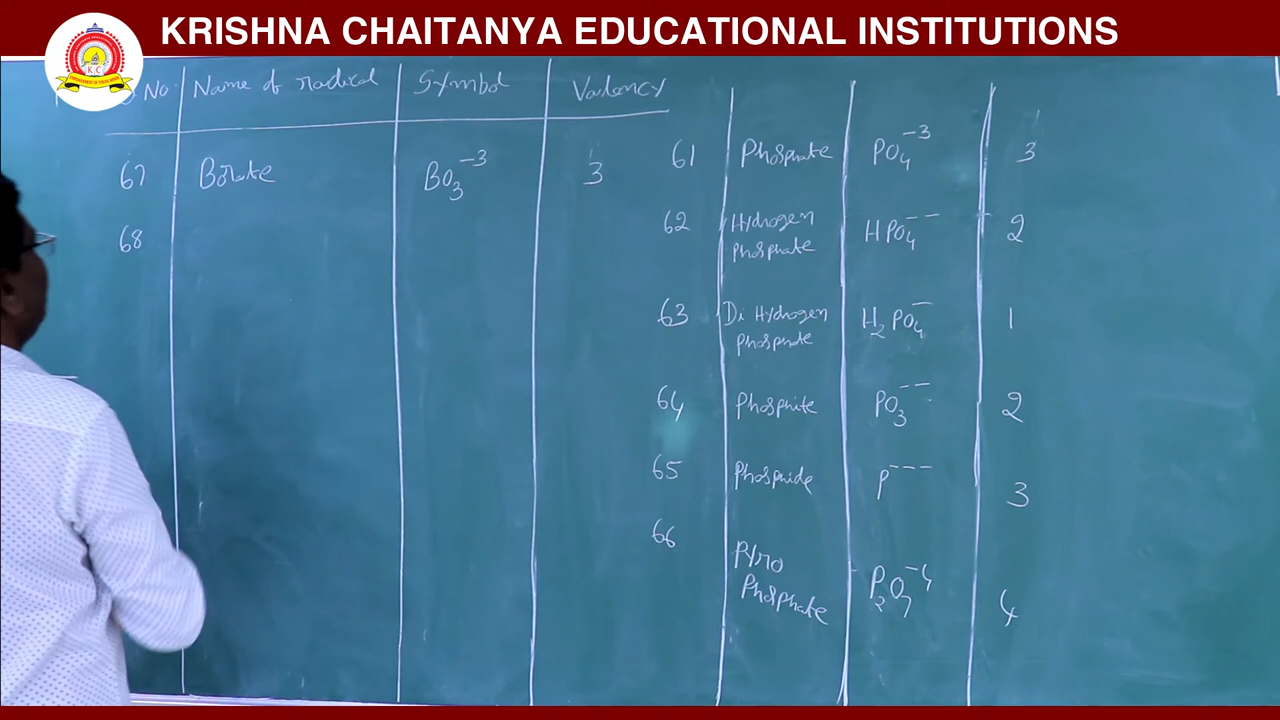 KRISHNA CHAITANYA EDUCATIONAL INSTITUTIONS
K C
No. Name of radical Symbol Valency
67 Borate BO₃⁻³ 3
68
61 Phosphate PO₄⁻³ 3
62 Hydrogen phosphate HPO₄⁻⁻ 2
63 Di Hydrogen phosphate H₂PO₄⁻ 1
64 Phosphite PO₃⁻⁻ 2
65 Phosphide P⁻⁻⁻ 3
66 Pyro Phosphate P₂O₇⁻⁴ 4